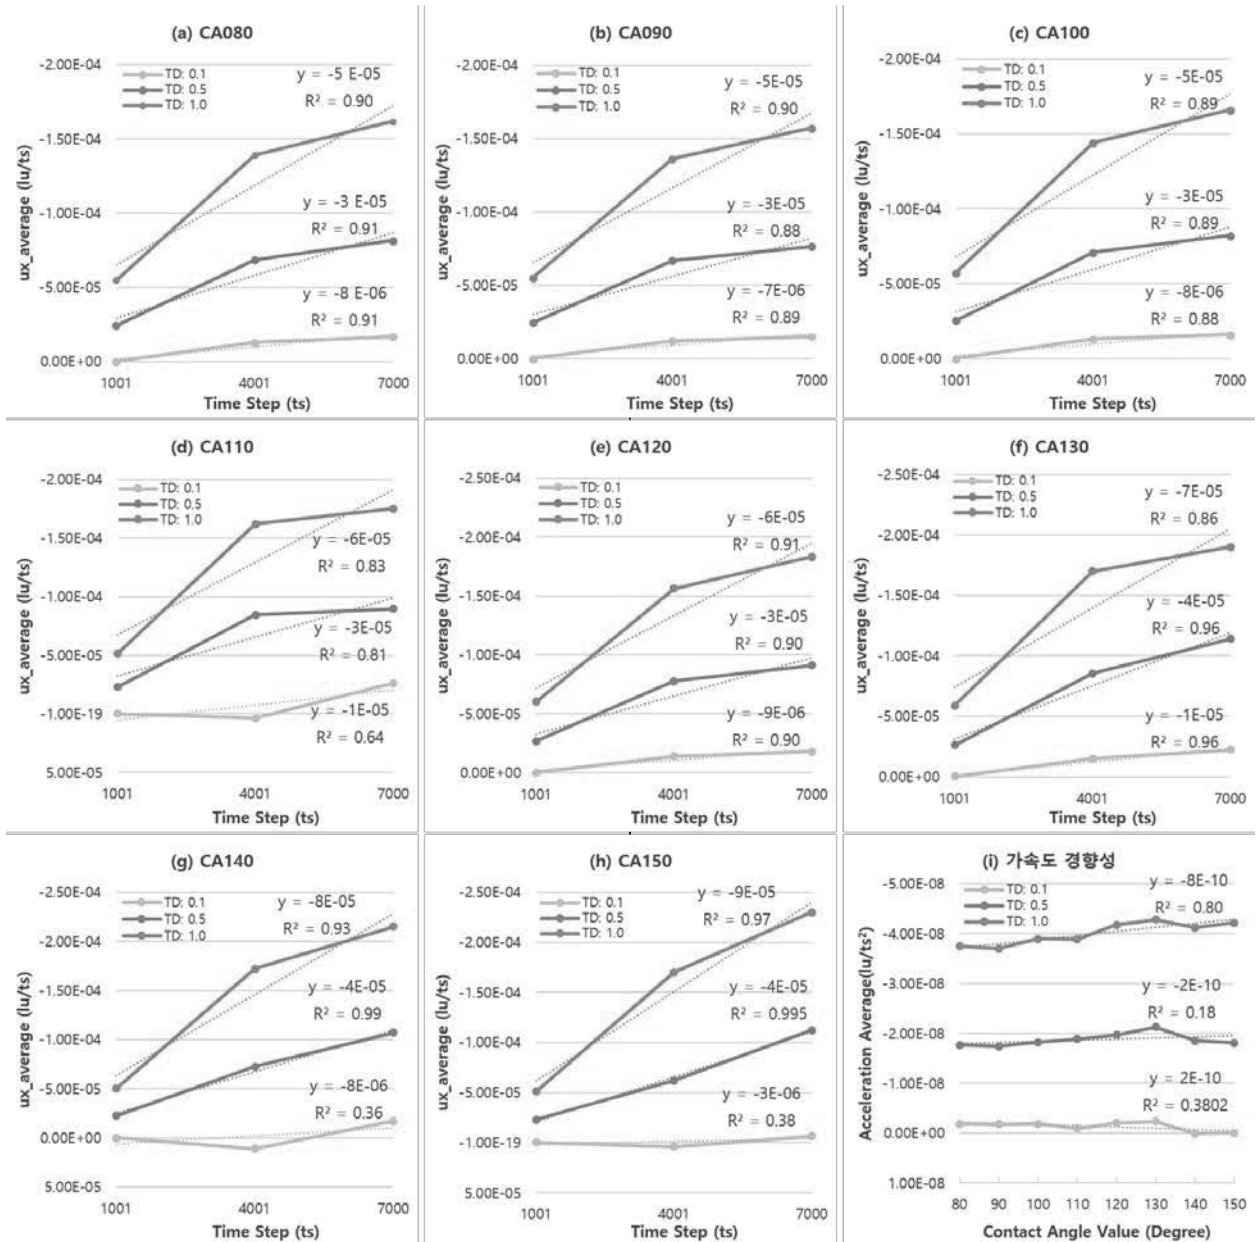 (a) CA080
-2.00E-04
-1.50E-04
-1.00E-04
-5.00E-05
0.00E+00
ux_average (lu/ts)
TD: 0.1
TD: 0.5
TD: 1.0
y = -5 E-05
R² = 0.90
y = -3 E-05
R² = 0.91
y = -8 E-06
R² = 0.91
1001 4001 7000
Time Step (ts)
(b) CA090
-2.00E-04
-1.50E-04
-1.00E-04
-5.00E-05
0.00E+00
ux_average (lu/ts)
TD: 0.1
TD: 0.5
TD: 1.0
y = -5E-05
R² = 0.90
y = -3E-05
R² = 0.88
y = -7E-06
R² = 0.89
1001 4001 7000
Time Step (ts)
(c) CA100
-2.00E-04
-1.50E-04
-1.00E-04
-5.00E-05
0.00E+00
ux_average (lu/ts)
TD: 0.1
TD: 0.5
TD: 1.0
y = -5E-05
R² = 0.89
y = -3E-05
R² = 0.89
y = -8E-06
R² = 0.88
1001 4001 7000
Time Step (ts)
(d) CA110
-2.00E-04
-1.50E-04
-1.00E-04
-5.00E-05
-1.00E-19
5.00E-05
ux_average (lu/ts)
TD: 0.1
TD: 0.5
TD: 1.0
y = -6E-05
R² = 0.83
y = -3E-05
R² = 0.81
y = -1E-05
R² = 0.64
1001 4001 7000
Time Step (ts)
(e) CA120
-2.50E-04
-2.00E-04
-1.50E-04
-1.00E-04
-5.00E-05
0.00E+00
ux_average (lu/ts)
TD: 0.1
TD: 0.5
TD: 1.0
y = -6E-05
R² = 0.91
y = -3E-05
R² = 0.90
y = -9E-06
R² = 0.90
1001 4001 7000
Time Step (ts)
(f) CA130
-2.50E-04
-2.00E-04
-1.50E-04
-1.00E-04
-5.00E-05
0.00E+00
ux_average (lu/ts)
TD: 0.1
TD: 0.5
TD: 1.0
y = -7E-05
R² = 0.86
y = -4E-05
R² = 0.96
y = -1E-05
R² = 0.96
1001 4001 7000
Time Step (ts)
(g) CA140
-2.50E-04
-2.00E-04
-1.50E-04
-1.00E-04
-5.00E-05
0.00E+00
5.00E-05
ux_average (lu/ts)
TD: 0.1
TD: 0.5
TD: 1.0
y = -8E-05
R² = 0.93
y = -4E-05
R² = 0.99
y = -8E-06
R² = 0.36
1001 4001 7000
Time Step (ts)
(h) CA150
-2.50E-04
-2.00E-04
-1.50E-04
-1.00E-04
-5.00E-05
-1.00E-19
5.00E-05
ux_average (lu/ts)
TD: 0.1
TD: 0.5
TD: 1.0
y = -9E-05
R² = 0.97
y = -4E-05
R² = 0.995
y = -3E-06
R² = 0.38
1001 4001 7000
Time Step (ts)
(i) 가속도 경향성
-5.00E-08
-4.00E-08
-3.00E-08
-2.00E-08
-1.00E-08
0.00E+00
1.00E-08
Acceleration Average(lu/ts²)
TD: 0.1
TD: 0.5
TD: 1.0
y = -8E-10
R² = 0.80
y = -2E-10
R² = 0.18
y = 2E-10
R² = 0.3802
80 90 100 110 120 130 140 150
Contact Angle Value (Degree)